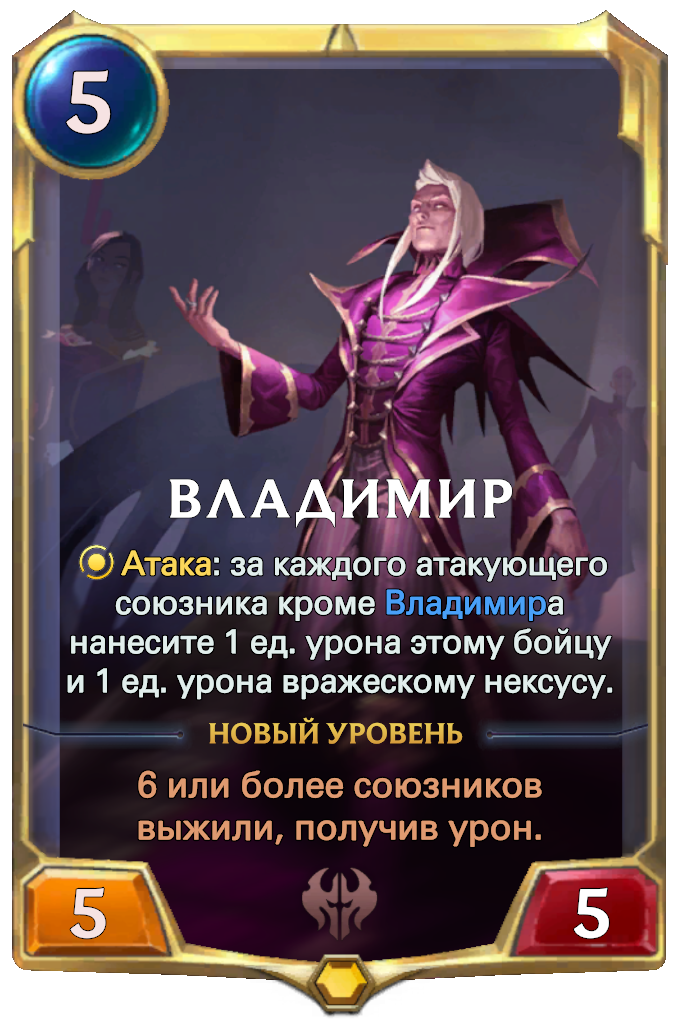 5
ВЛАДИМИР
Атака: за каждого атакующего
союзника кроме Владимира
нанесите 1 ед. урона этому бойцу
и 1 ед. урона вражескому нексусу.
НОВЫЙ УРОВЕНЬ
6 или более союзников
выжили, получив урон.
5 5